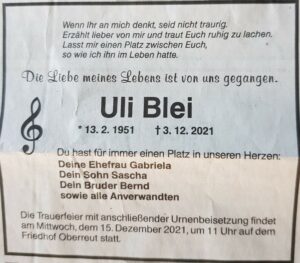 Wenn Ihr an mich denkt, seid nicht traurig.
Erzählt lieber von mir und traut Euch ruhig zu lachen.
Lasst mir einen Platz zwischen Euch,
so wie ich ihn im Leben hatte.
Die Liebe meines Lebens ist von uns gegangen.
Uli Blei
* 13. 2. 1951 † 3. 12. 2021
Du hast für immer einen Platz in unseren Herzen:
Deine Ehefrau Gabriela
Dein Sohn Sascha
Dein Bruder Bernd
sowie alle Anverwandten
Die Trauerfeier mit anschließender Urnenbeisetzung findet
am Mittwoch, dem 15. Dezember 2021, um 11 Uhr auf dem
Friedhof Oberreut statt.